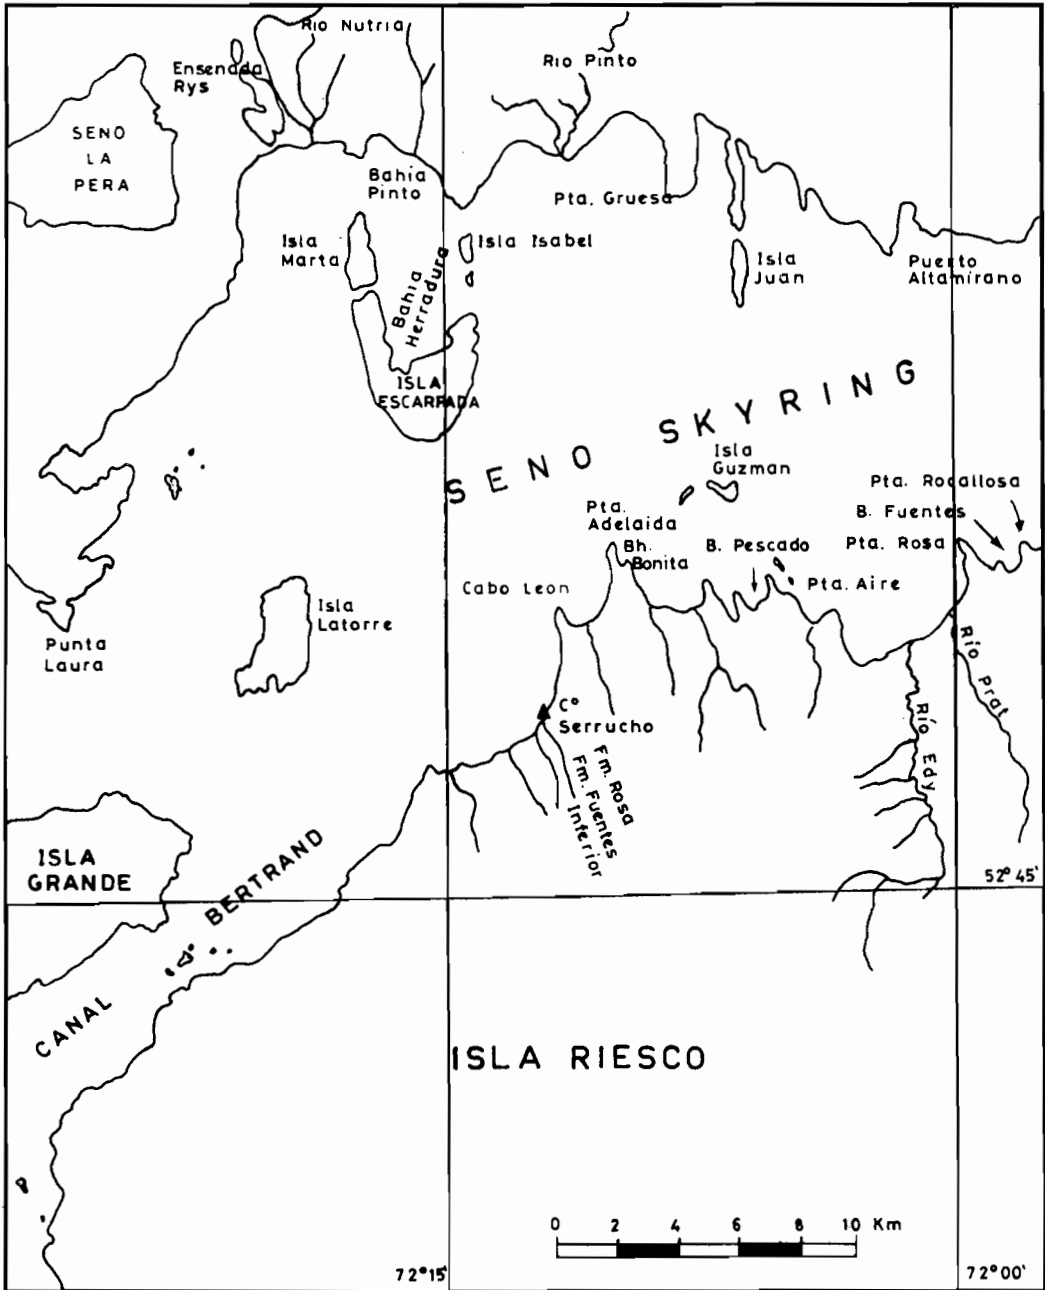 Rio Nutria
Rio Pinto
Ensenada
Rys
SENO
LA
PERA
Bahia
Pinto
Pta. Gruesa
Isla
Marta
Isla Isabel
Bahia
Herradura
Isla
Juan
Puerto
Altamirano
ISLA
ESCARPADA
SENO SKYRING
Isla
Guzman
Pta. Rocallosa
B. Fuentes
Pta.
Adelaida
Bh.
Bonita
B. Pescado
Pta. Rosa
Cabo Leon
Pta. Aire
Isla
Latorre
Punta
Laura
Río Prat
C°
Serrucho
Río Edy
Fm. Rosa
Fm. Fuentes
Inferior
ISLA
GRANDE
52° 45'
CANAL BERTRAND
ISLA RIESCO
0 2 4 6 8 10 Km
72°15'
72°00'